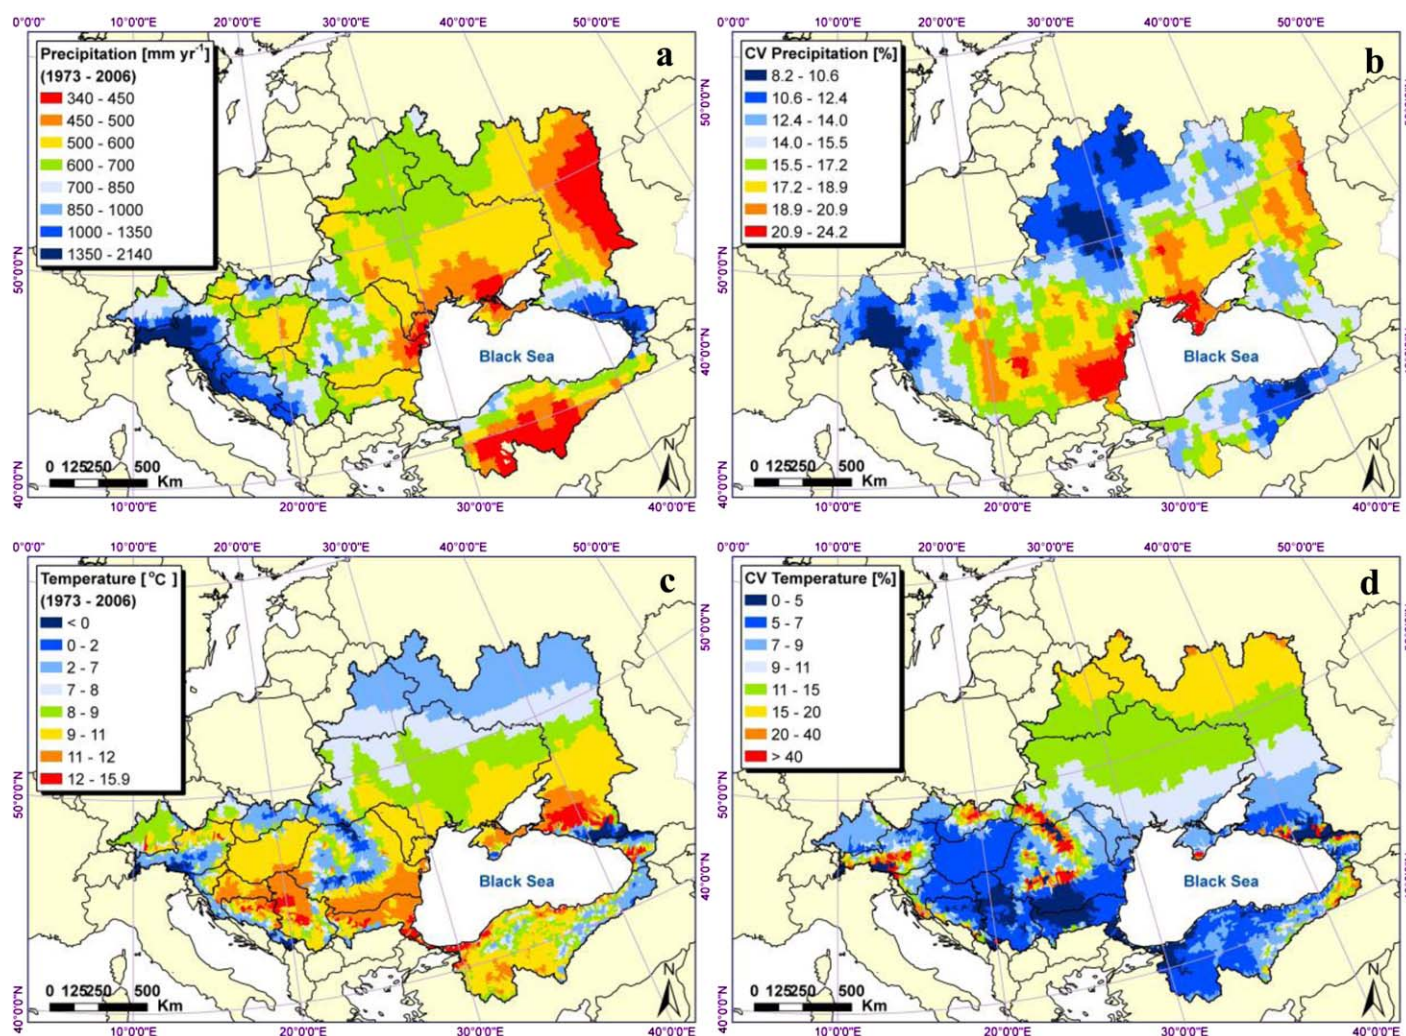 0°0'0" 10°0'0"E 20°0'0"E 30°0'0"E 40°0'0"E 50°0'0"E
Precipitation [mm yr⁻¹]
(1973 - 2006)
340 - 450
450 - 500
500 - 600
600 - 700
700 - 850
850 - 1000
1000 - 1350
1350 - 2140
a
50°0'0"N
40°0'0"N
50°0'0"N
40°0'0"N
Black Sea
N
0 125250 500
Km
10°0'0"E 20°0'0"E 30°0'0"E 40°0'0"E
0°0'0" 10°0'0"E 20°0'0"E 30°0'0"E 40°0'0"E 50°0'0"E
CV Precipitation [%]
8.2 - 10.6
10.6 - 12.4
12.4 - 14.0
14.0 - 15.5
15.5 - 17.2
17.2 - 18.9
18.9 - 20.9
20.9 - 24.2
b
50°0'0"N
40°0'0"N
Black Sea
N
0 125250 500
Km
10°0'0"E 20°0'0"E 30°0'0"E 40°0'0"E
0°0'0" 10°0'0"E 20°0'0"E 30°0'0"E 40°0'0"E 50°0'0"E
Temperature [ °C ]
(1973 - 2006)
< 0
0 - 2
2 - 7
7 - 8
8 - 9
9 - 11
11 - 12
12 - 15.9
c
50°0'0"N
40°0'0"N
50°0'0"N
40°0'0"N
Black Sea
N
0 125250 500
Km
10°0'0"E 20°0'0"E 30°0'0"E 40°0'0"E
0°0'0" 10°0'0"E 20°0'0"E 30°0'0"E 40°0'0"E 50°0'0"E
CV Temperature [%]
0 - 5
5 - 7
7 - 9
9 - 11
11 - 15
15 - 20
20 - 40
> 40
d
50°0'0"N
40°0'0"N
Black Sea
N
0 125250 500
Km
10°0'0"E 20°0'0"E 30°0'0"E 40°0'0"E